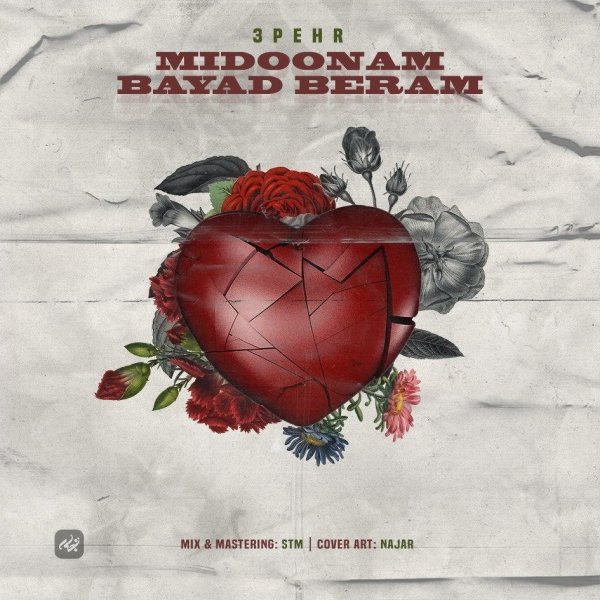 3PEHR
MIDOONAM
BAYAD BERAM
MIX & MASTERING: STM | COVER ART: NAJAR